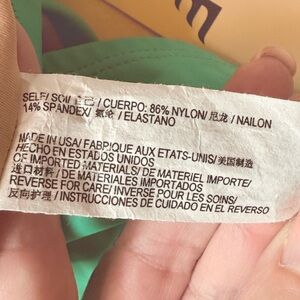 SELF/ SOI/ 自己/ CUERPO: 86% NYLON/ 尼龙/ NAILON
14% SPANDEX/ 氨纶/ ELASTANO
MADE IN USA/ FABRIQUE AUX ETATS-UNIS/ 美国制造
HECHO EN ESTADOS UNIDOS
OF IMPORTED MATERIALS/ DE MATERIEL IMPORTE/
进口材料/ DE MATERIALES IMPORTADOS
REVERSE FOR CARE/ INVERSE POUR LES SOINS/
反向护理/ INSTRUCCIONES DE CUIDADO EN EL REVERSO